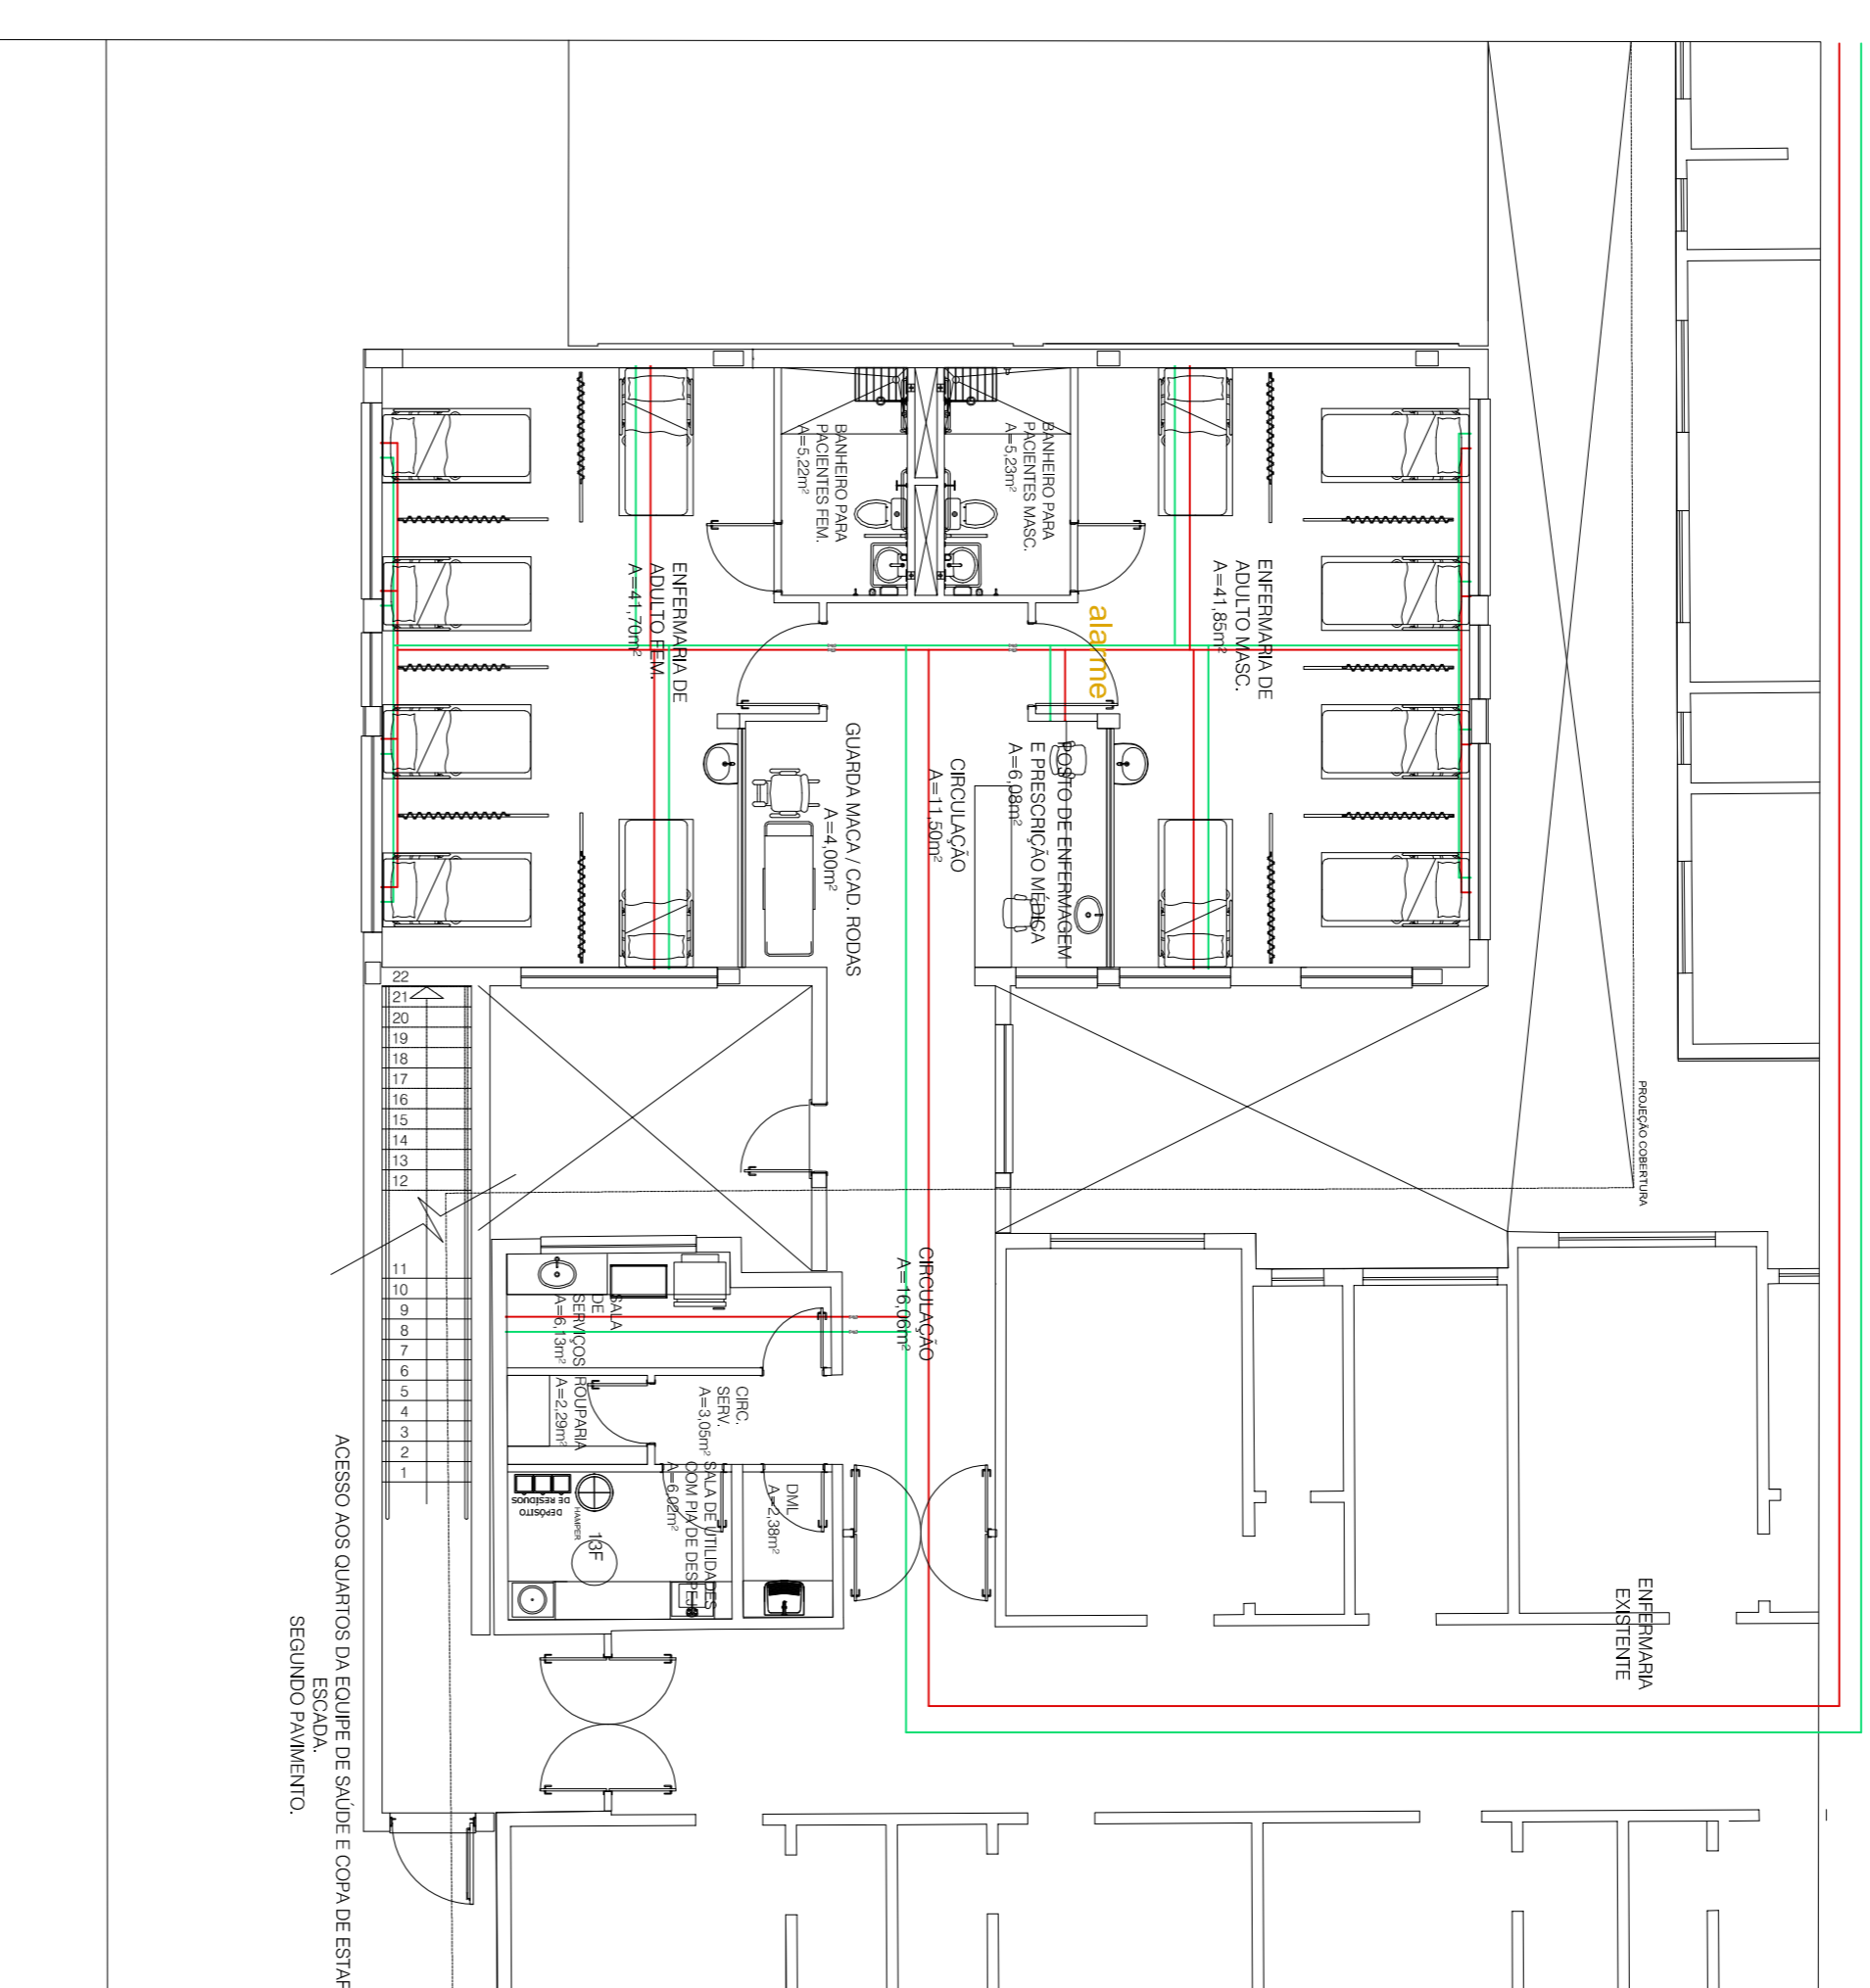 BANHEIRO PARA
PACIENTES FEM.
A=5,22m²
BANHEIRO PARA
PACIENTES MASC.
A=5,23m²
ENFERMARIA DE
ADULTO FEM.
A=41,70m²
ENFERMARIA DE
ADULTO MASC.
A=41,85m²
alarme
GUARDA MACA / CAD. RODAS
A=4,00m²
CIRCULAÇÃO
A=11,50m²
POSTO DE ENFERMAGEM
E PRESCRIÇÃO MÉDICA
A=6,08m²
22
21
20
19
18
17
16
15
14
13
12
11
10
9
8
7
6
5
4
3
2
1
PROJEÇÃO COBERTURA
CIRCULAÇÃO
A=16,06m²
SALA
DE
SERVIÇOS
A=6,13m²
ROUPARIA
A=2,29m²
CIRC.
SERV.
A=3,05m²
SALA DE UTILIDADES
COM PIA DE DESPEJO
A=6,02m²
DML
A=2,38m²
DEPÓSITO
DE RESÍDUOS
HAMPER
13F
ENFERMARIA
EXISTENTE
ACESSO AOS QUARTOS DA EQUIPE DE SAÚDE E COPA DE ESTAR
ESCADA.
SEGUNDO PAVIMENTO.